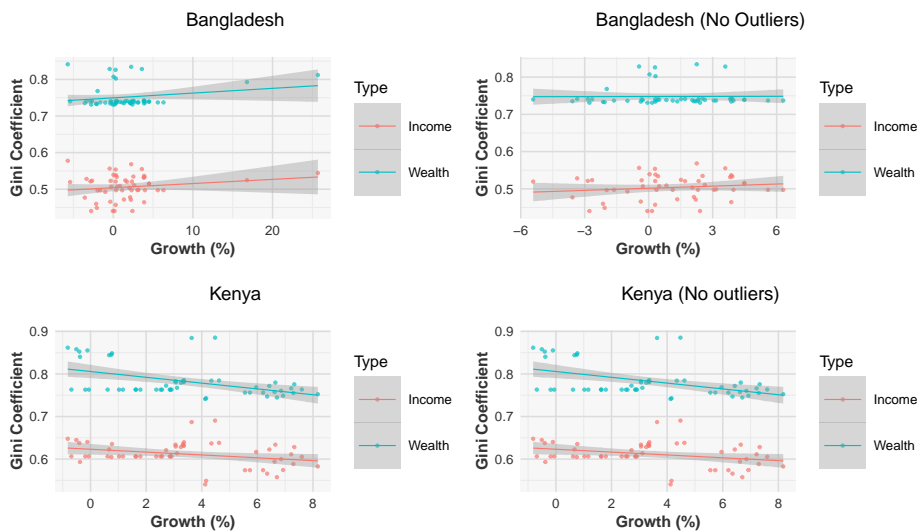 Bangladesh
Gini Coefficient
0.8
0.7
0.6
0.5
0
10
20
Growth (%)
Type
Income
Wealth
Bangladesh (No Outliers)
Gini Coefficient
0.8
0.7
0.6
0.5
−6
−3
0
3
6
Growth (%)
Type
Income
Wealth
Kenya
Gini Coefficient
0.9
0.8
0.7
0.6
0
2
4
6
8
Growth (%)
Type
Income
Wealth
Kenya (No outliers)
Gini Coefficient
0.9
0.8
0.7
0.6
0
2
4
6
8
Growth (%)
Type
Income
Wealth